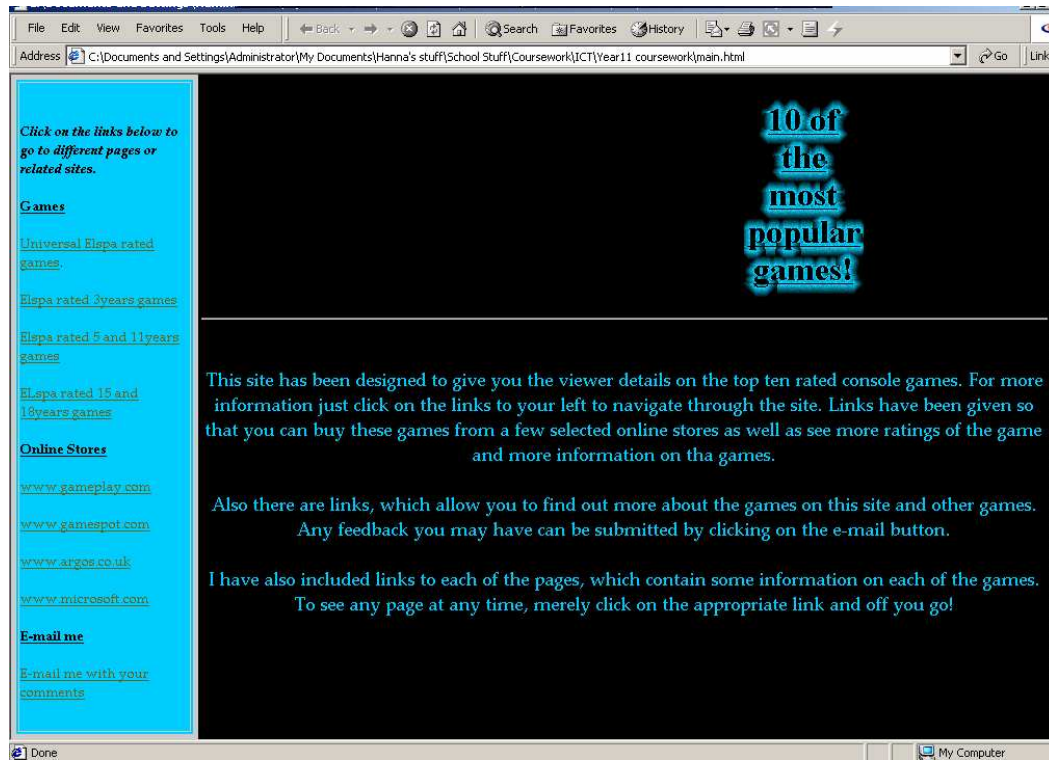 File Edit View Favorites Tools Help Back Search Favorites History
Address C:\Documents and Settings\Administrator\My Documents\Hanna's stuff\School Stuff\Coursework\ICT\Year11 coursework\main.html Go Link
Click on the links below to
go to different pages or
related sites.
Games
Universal Elspa rated
games.
Elspa rated 3years games
Elspa rated 5 and 11years
games
ELspa rated 15 and
18years games
Online Stores
www.gameplay.com
www.gamespot.com
www.argos.co.uk
www.microsoft.com
E-mail me
E-mail me with your
comments
10 of
the
most
popular
games!
This site has been designed to give you the viewer details on the top ten rated console games. For more
information just click on the links to your left to navigate through the site. Links have been given so
that you can buy these games from a few selected online stores as well as see more ratings of the game
and more information on tha games.
Also there are links, which allow you to find out more about the games on this site and other games.
Any feedback you may have can be submitted by clicking on the e-mail button.
I have also included links to each of the pages, which contain some information on each of the games.
To see any page at any time, merely click on the appropriate link and off you go!
Done My Computer